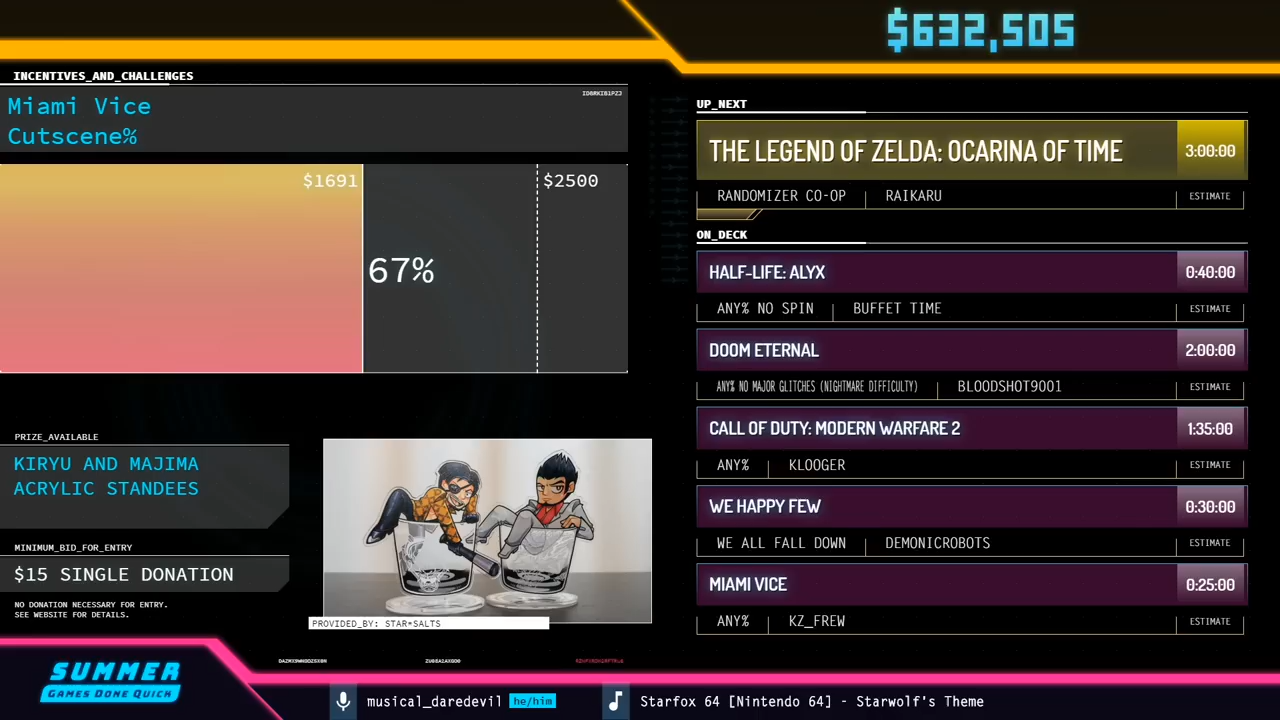 $632,505
INCENTIVES_AND_CHALLENGES
Miami Vice
Cutscene%
$1691
$2500
67%
PRIZE_AVAILABLE
KIRYU AND MAJIMA
ACRYLIC STANDEES
MINIMUM_BID_FOR_ENTRY
$15 SINGLE DONATION
NO DONATION NECESSARY FOR ENTRY.
SEE WEBSITE FOR DETAILS.
PROVIDED_BY: STAR*SALTS
UP_NEXT
THE LEGEND OF ZELDA: OCARINA OF TIME 3:00:00
RANDOMIZER CO-OP RAIKARU ESTIMATE
ON_DECK
HALF-LIFE: ALYX 0:40:00
ANY% NO SPIN BUFFET TIME ESTIMATE
DOOM ETERNAL 2:00:00
ANY% NO MAJOR GLITCHES (NIGHTMARE DIFFICULTY) BLOODSHOT9001 ESTIMATE
CALL OF DUTY: MODERN WARFARE 2 1:35:00
ANY% KLOOGER ESTIMATE
WE HAPPY FEW 0:30:00
WE ALL FALL DOWN DEMONICROBOTS ESTIMATE
MIAMI VICE 0:25:00
ANY% KZ_FREW ESTIMATE
SUMMER
GAMES DONE QUICK
musical_daredevil he/him
Starfox 64 [Nintendo 64] - Starwolf's Theme